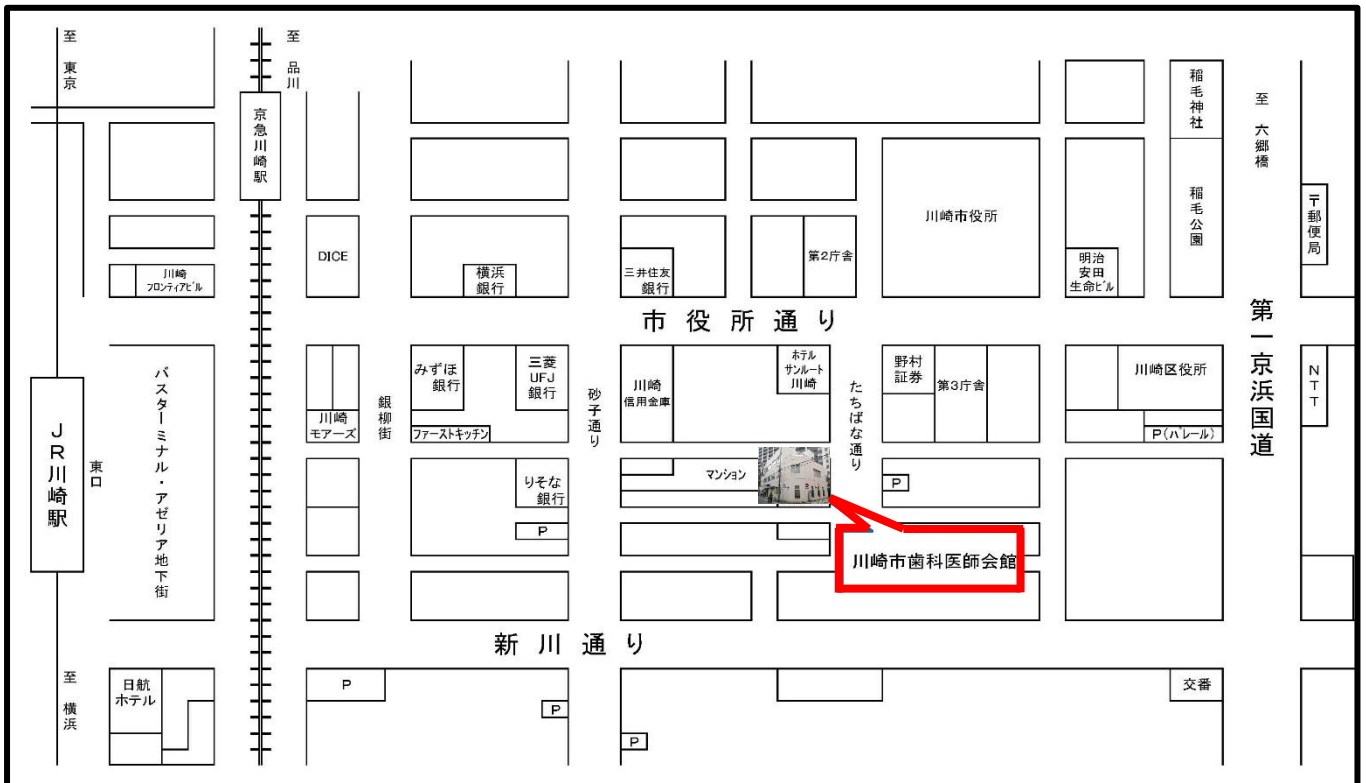 至 東京
至 品川
京急川崎駅
稲毛神社
至 六郷橋
稲毛公園
〒郵便局
川崎
フロンティアビル
DICE
横浜
銀行
三井住友
銀行
第2庁舎
川崎市役所
明治
安田
生命ビル
市役所通り
第一京浜国道
JR川崎駅
東口
バスターミナル・アゼリア地下街
川崎
モアーズ
銀柳街
みずほ
銀行
ファーストキッチン
三菱
UFJ
銀行
砂子通り
川崎
信用金庫
ホテル
サンルート
川崎
たちばな通り
野村
証券
第3庁舎
川崎区役所
P(パレール)
NTT
りそな
銀行
P
マンション
P
川崎市歯科医師会館
新川通り
至 横浜
日航
ホテル
P
P
P
交番